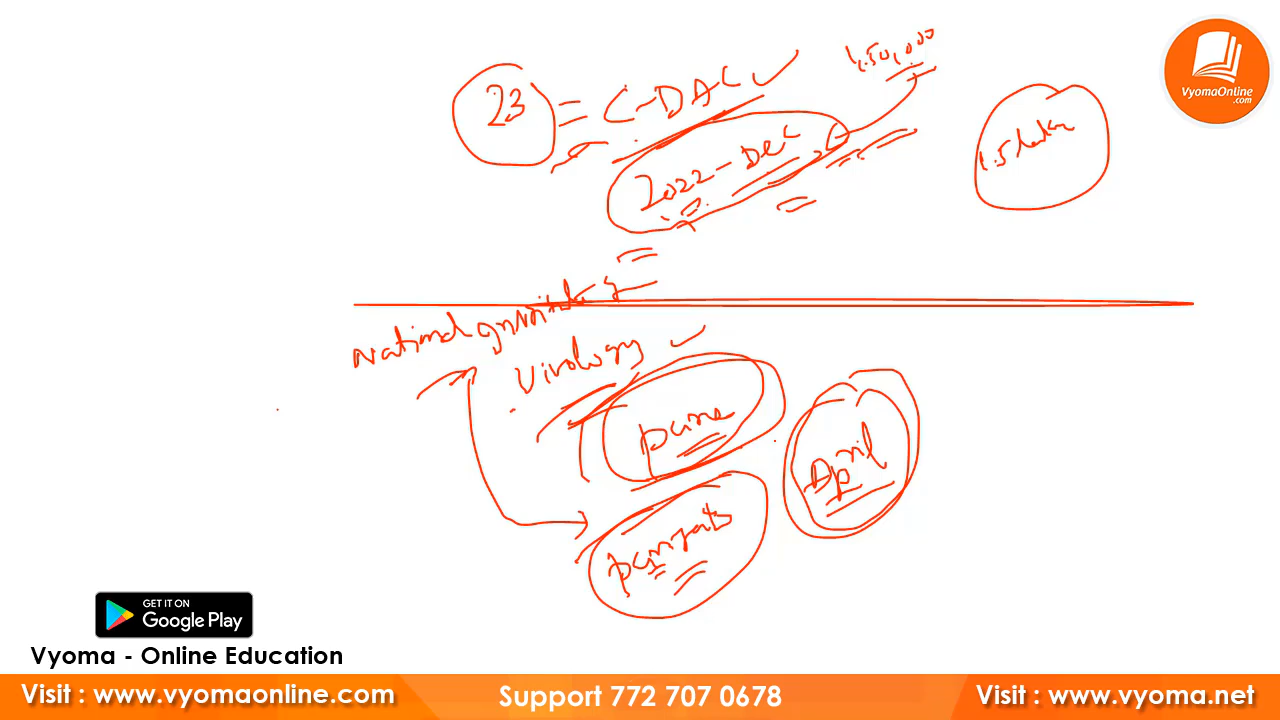 1,50,000
23 = C-DAC ✓
2022 - Dec
1.5 lakh
VyomaOnline
.com
National
Virology ✓
pune
April
GET IT ON
Google Play
Vyoma - Online Education
Visit : www.vyomaonline.com
Support 772 707 0678
Visit : www.vyoma.net